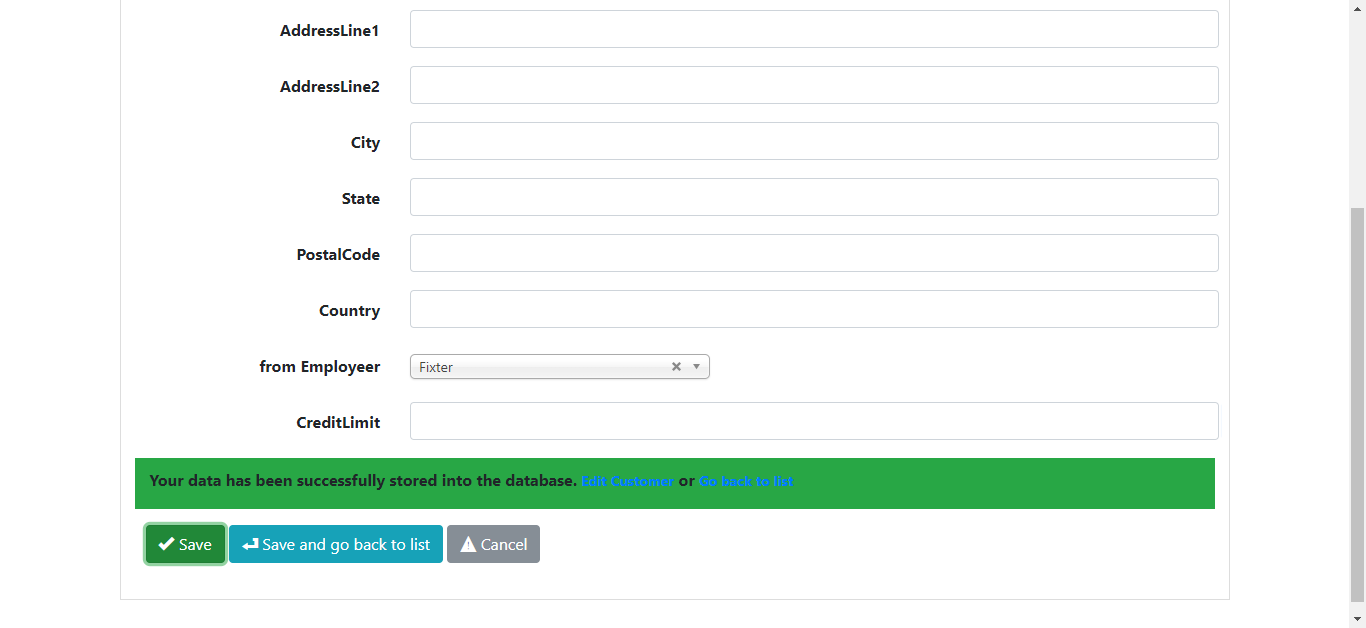 AddressLine1
AddressLine2
City
State
PostalCode
Country
from Employeer
Fixter
CreditLimit
Your data has been successfully stored into the database. Edit Customer or Go back to list
Save
Save and go back to list
Cancel